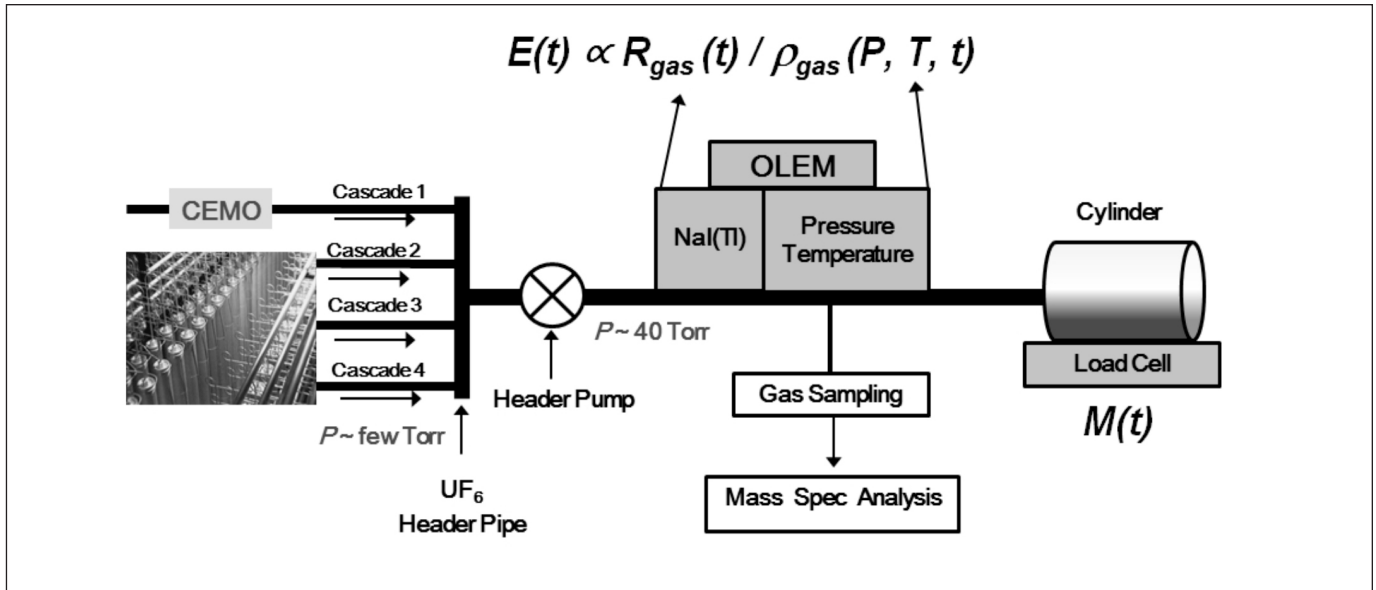 E(t) ∝ R_gas (t) / ρ_gas (P, T, t)
OLEM
NaI(Tl)
Pressure
Temperature
CEMO
Cascade 1
Cascade 2
Cascade 3
Cascade 4
P ~ few Torr
UF₆
Header Pipe
Header Pump
P ~ 40 Torr
Gas Sampling
Mass Spec Analysis
Cylinder
Load Cell
M(t)